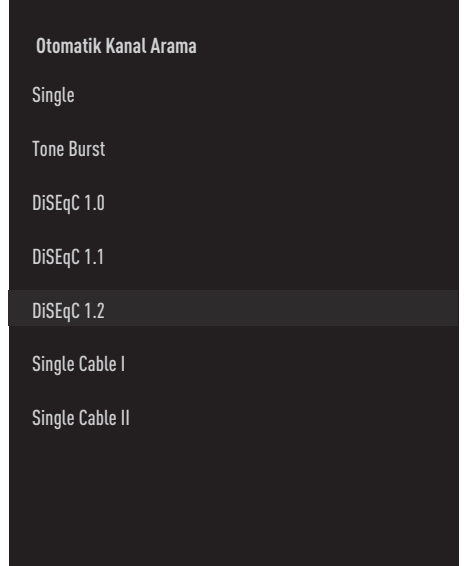 Otomatik Kanal Arama
Single
Tone Burst
DiSEqC 1.0
DiSEqC 1.1
DiSEqC 1.2
Single Cable I
Single Cable II